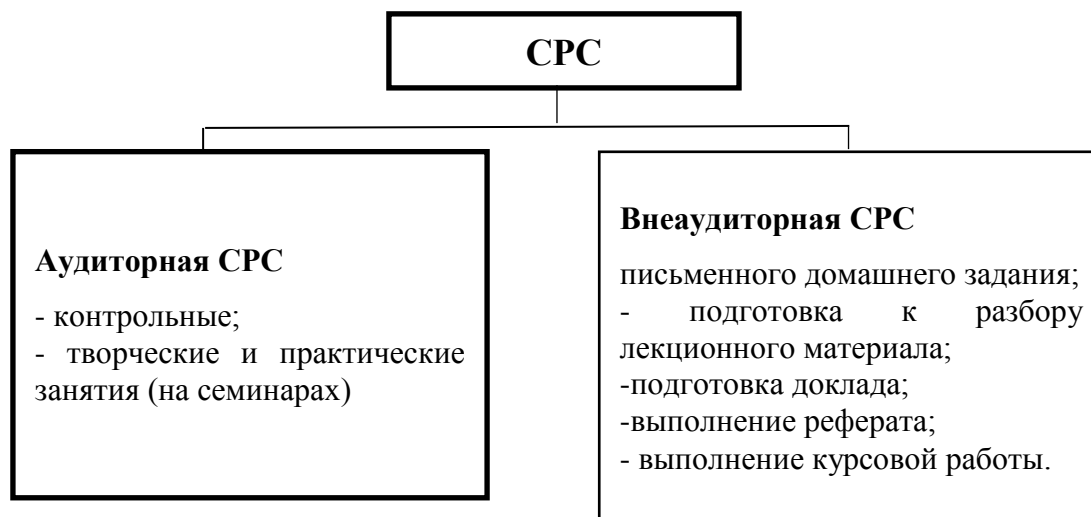 СРС
Аудиторная СРС
- контрольные;
- творческие и практические
занятия (на семинарах)
Внеаудиторная СРС
письменного домашнего задания;
- подготовка к разбору
лекционного материала;
-подготовка доклада;
-выполнение реферата;
- выполнение курсовой работы.